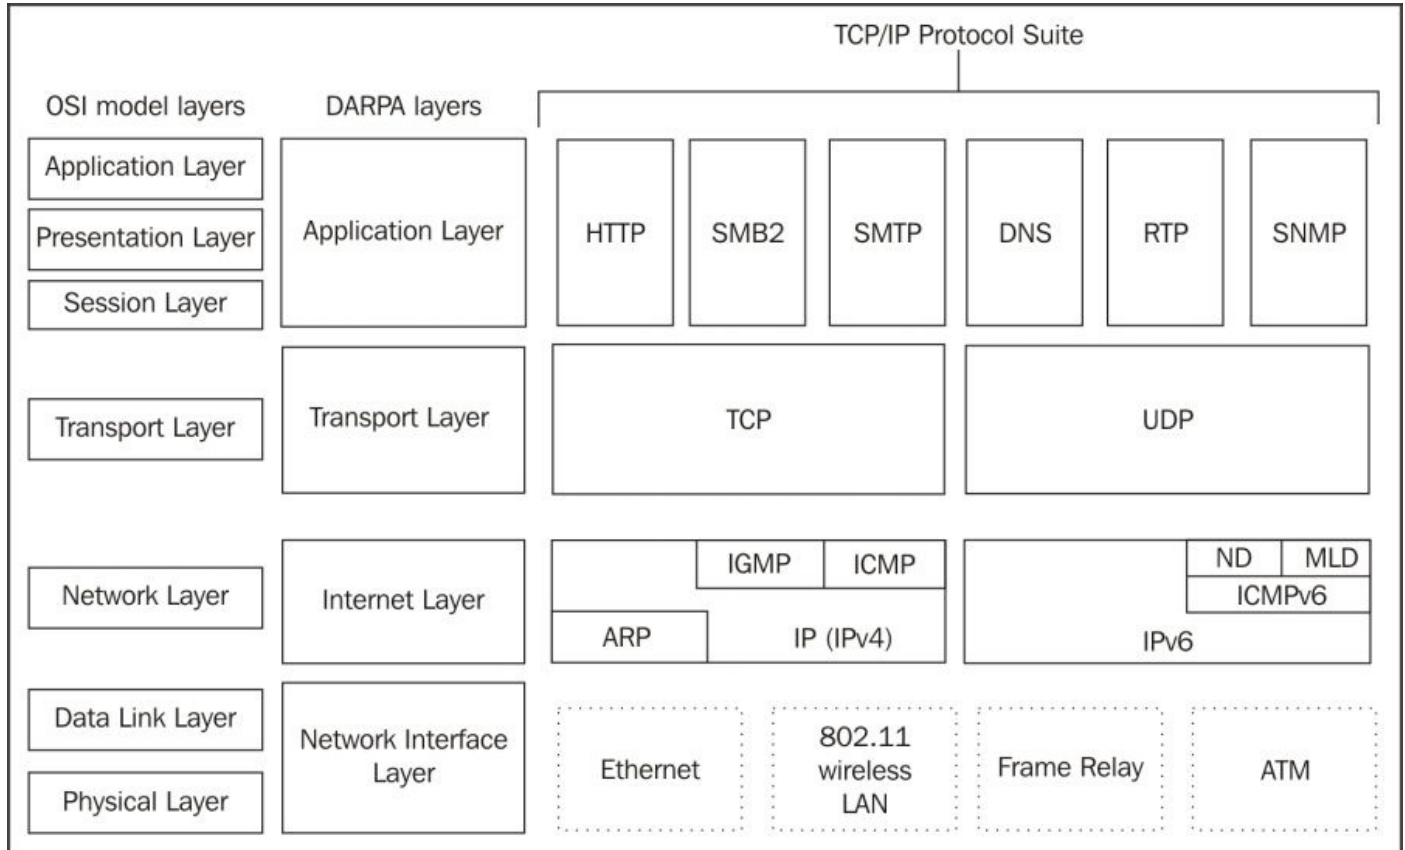 TCP/IP Protocol Suite
OSI model layers
DARPA layers
Application Layer
Presentation Layer
Session Layer
Application Layer
HTTP
SMB2
SMTP
DNS
RTP
SNMP
Transport Layer
Transport Layer
TCP
UDP
Network Layer
Internet Layer
IGMP
ICMP
ARP
IP (IPv4)
ND
MLD
ICMPv6
IPv6
Data Link Layer
Physical Layer
Network Interface
Layer
Ethernet
802.11
wireless
LAN
Frame Relay
ATM